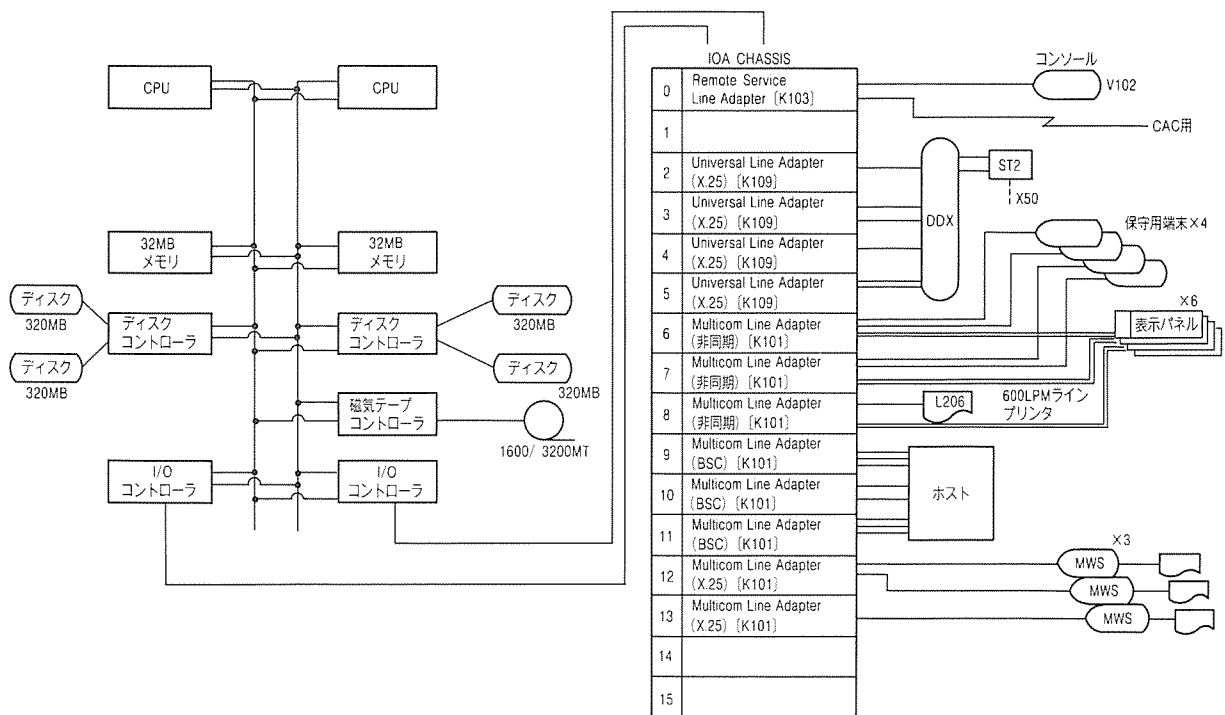 CPU
CPU
32MB
メモリ
32MB
メモリ
ディスク
320MB
ディスク
320MB
ディスク
コントローラ
ディスク
コントローラ
ディスク
320MB
ディスク
320MB
磁気テープ
コントローラ
1600/ 3200MT
I/O
コントローラ
I/O
コントローラ
IOA CHASSIS
0 Remote Service
Line Adapter [K103]
1
2 Universal Line Adapter
(X.25) [K109]
3 Universal Line Adapter
(X.25) [K109]
4 Universal Line Adapter
(X.25) [K109]
5 Universal Line Adapter
(X.25) [K109]
6 Multicom Line Adapter
(非同期) [K101]
7 Multicom Line Adapter
(非同期) [K101]
8 Multicom Line Adapter
(非同期) [K101]
9 Multicom Line Adapter
(BSC) [K101]
10 Multicom Line Adapter
(BSC) [K101]
11 Multicom Line Adapter
(BSC) [K101]
12 Multicom Line Adapter
(X.25) [K101]
13 Multicom Line Adapter
(X.25) [K101]
14
15
コンソール
V102
CAC用
DDX
ST2
X50
保守用端末×4
×6
表示パネル
L206
600LPMライン
プリンタ
ホスト
×3
MWS
MWS
MWS